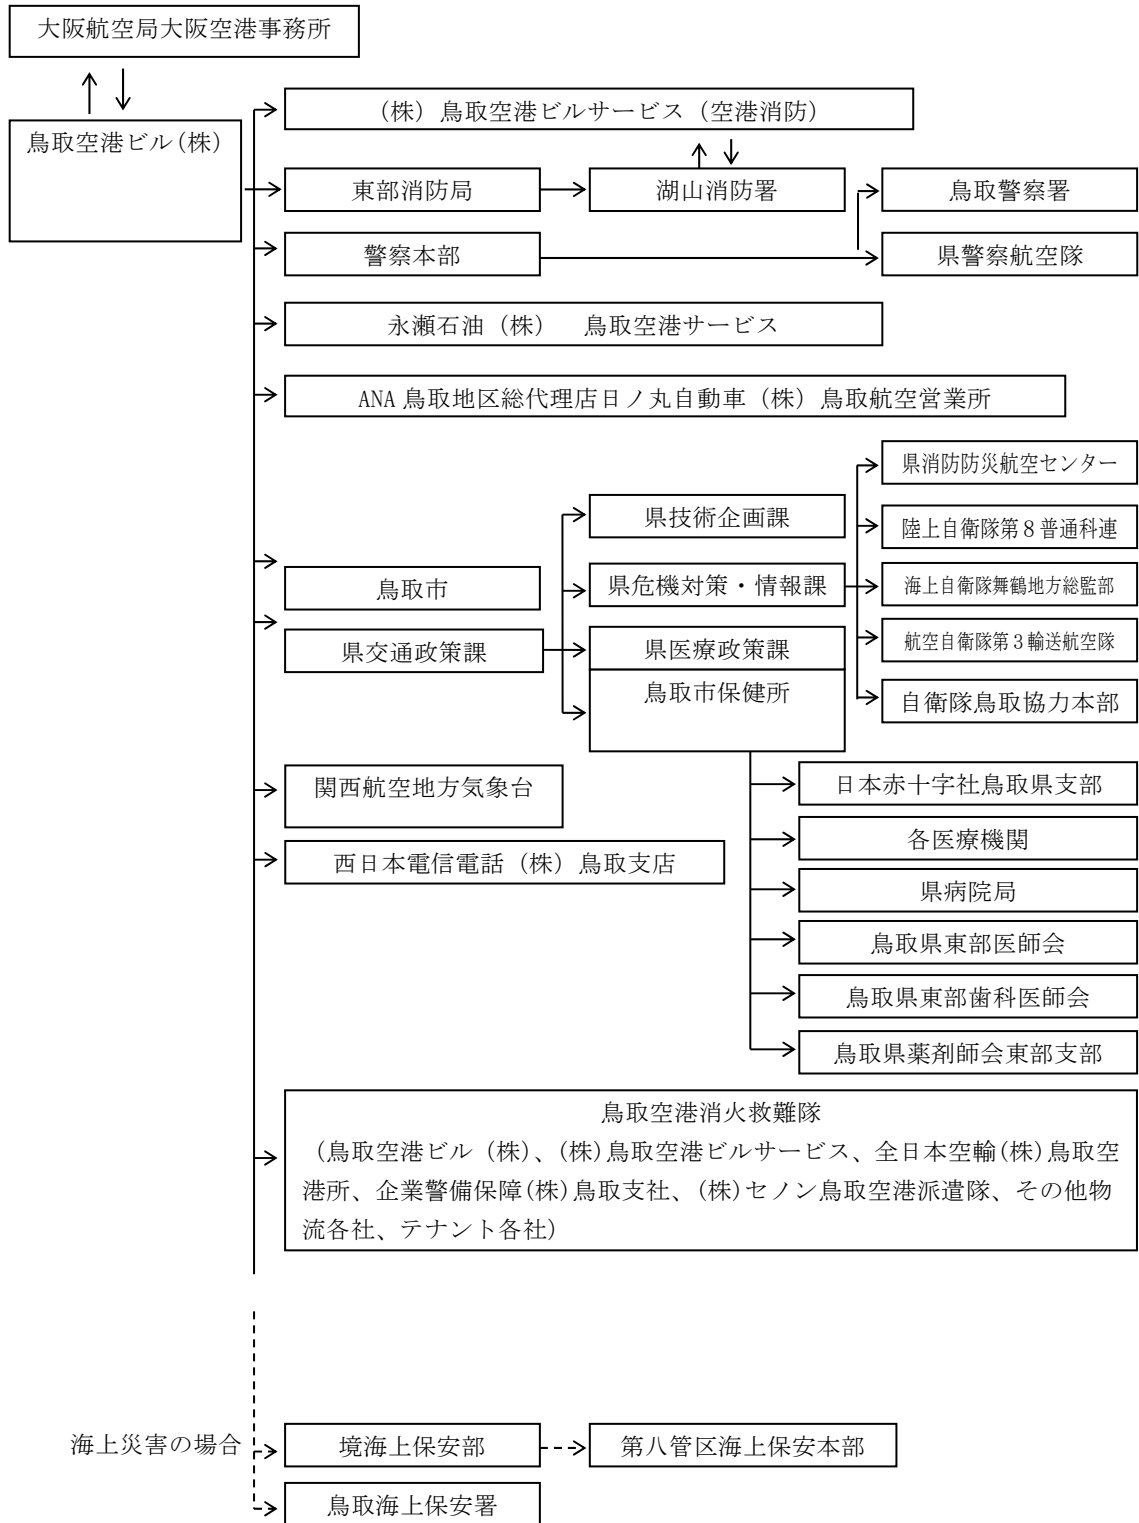 大阪航空局大阪空港事務所
鳥取空港ビル(株)
(株)鳥取空港ビルサービス(空港消防)
東部消防局
湖山消防署
鳥取警察署
警察本部
県警察航空隊
永瀬石油(株)　鳥取空港サービス
ANA鳥取地区総代理店日ノ丸自動車(株)鳥取航空営業所
県消防防災航空センター
県技術企画課
陸上自衛隊第8普通科連
鳥取市
県危機対策・情報課
海上自衛隊舞鶴地方総監部
県交通政策課
県医療政策課
航空自衛隊第3輸送航空隊
鳥取市保健所
自衛隊鳥取協力本部
関西航空地方気象台
日本赤十字社鳥取県支部
各医療機関
西日本電信電話(株)鳥取支店
県病院局
鳥取県東部医師会
鳥取県東部歯科医師会
鳥取県薬剤師会東部支部
鳥取空港消火救難隊
(鳥取空港ビル(株)、(株)鳥取空港ビルサービス、全日本空輸(株)鳥取空
港所、企業警備保障(株)鳥取支社、(株)セノン鳥取空港派遣隊、その他物
流各社、テナント各社)
海上災害の場合
境海上保安部
第八管区海上保安本部
鳥取海上保安署